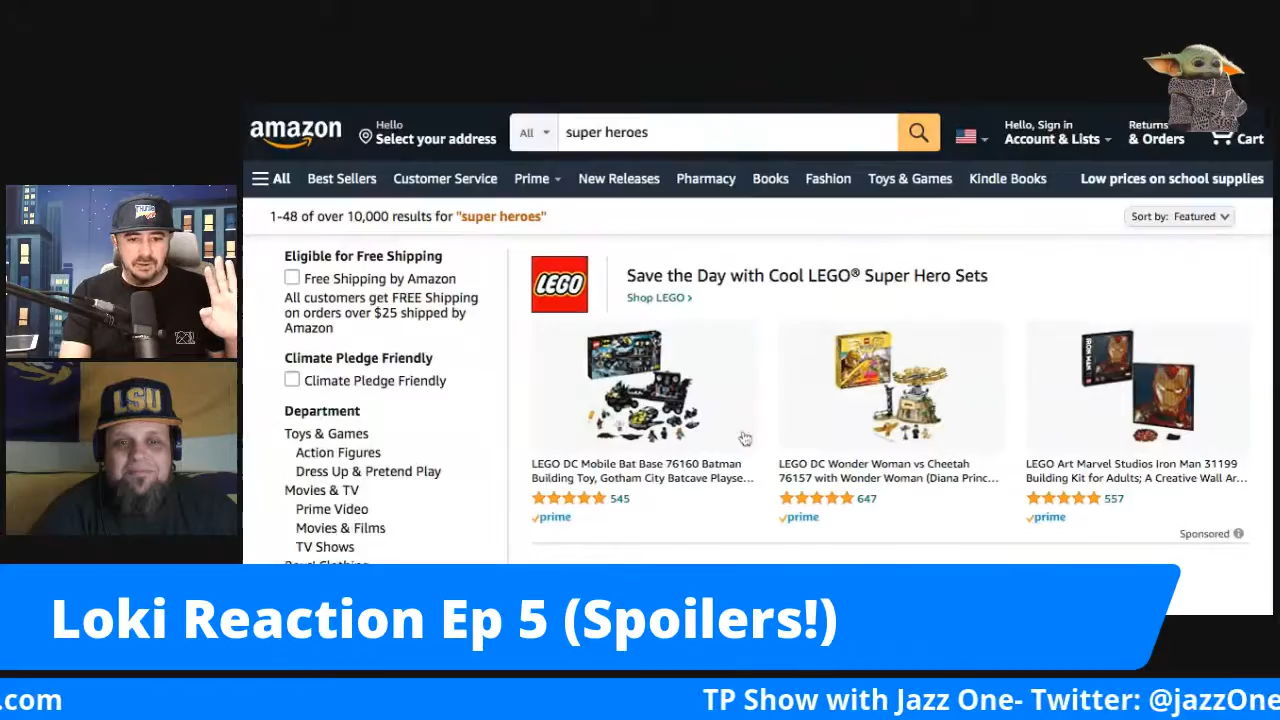 amazon
Hello
Select your address
All
super heroes
Hello, Sign in
Account & Lists
Returns
& Orders
Cart
All
Best Sellers
Customer Service
Prime
New Releases
Pharmacy
Books
Fashion
Toys & Games
Kindle Books
Low prices on school supplies
1-48 of over 10,000 results for "super heroes"
Sort by: Featured
Eligible for Free Shipping
Free Shipping by Amazon
All customers get FREE Shipping
on orders over $25 shipped by
Amazon
Climate Pledge Friendly
Climate Pledge Friendly
Department
Toys & Games
Action Figures
Dress Up & Pretend Play
Movies & TV
Prime Video
Movies & Films
TV Shows
LEGO
Save the Day with Cool LEGO® Super Hero Sets
Shop LEGO ›
IRON MAN
LEGO DC Mobile Bat Base 76160 Batman
Building Toy, Gotham City Batcave Playse...
545
prime
LEGO DC Wonder Woman vs Cheetah
76157 with Wonder Woman (Diana Princ...
647
prime
LEGO Art Marvel Studios Iron Man 31199
Building Kit for Adults; A Creative Wall Ar...
557
prime
Sponsored
LSU
Loki Reaction Ep 5 (Spoilers!)
.com
TP Show with Jazz One- Twitter: @jazzOne